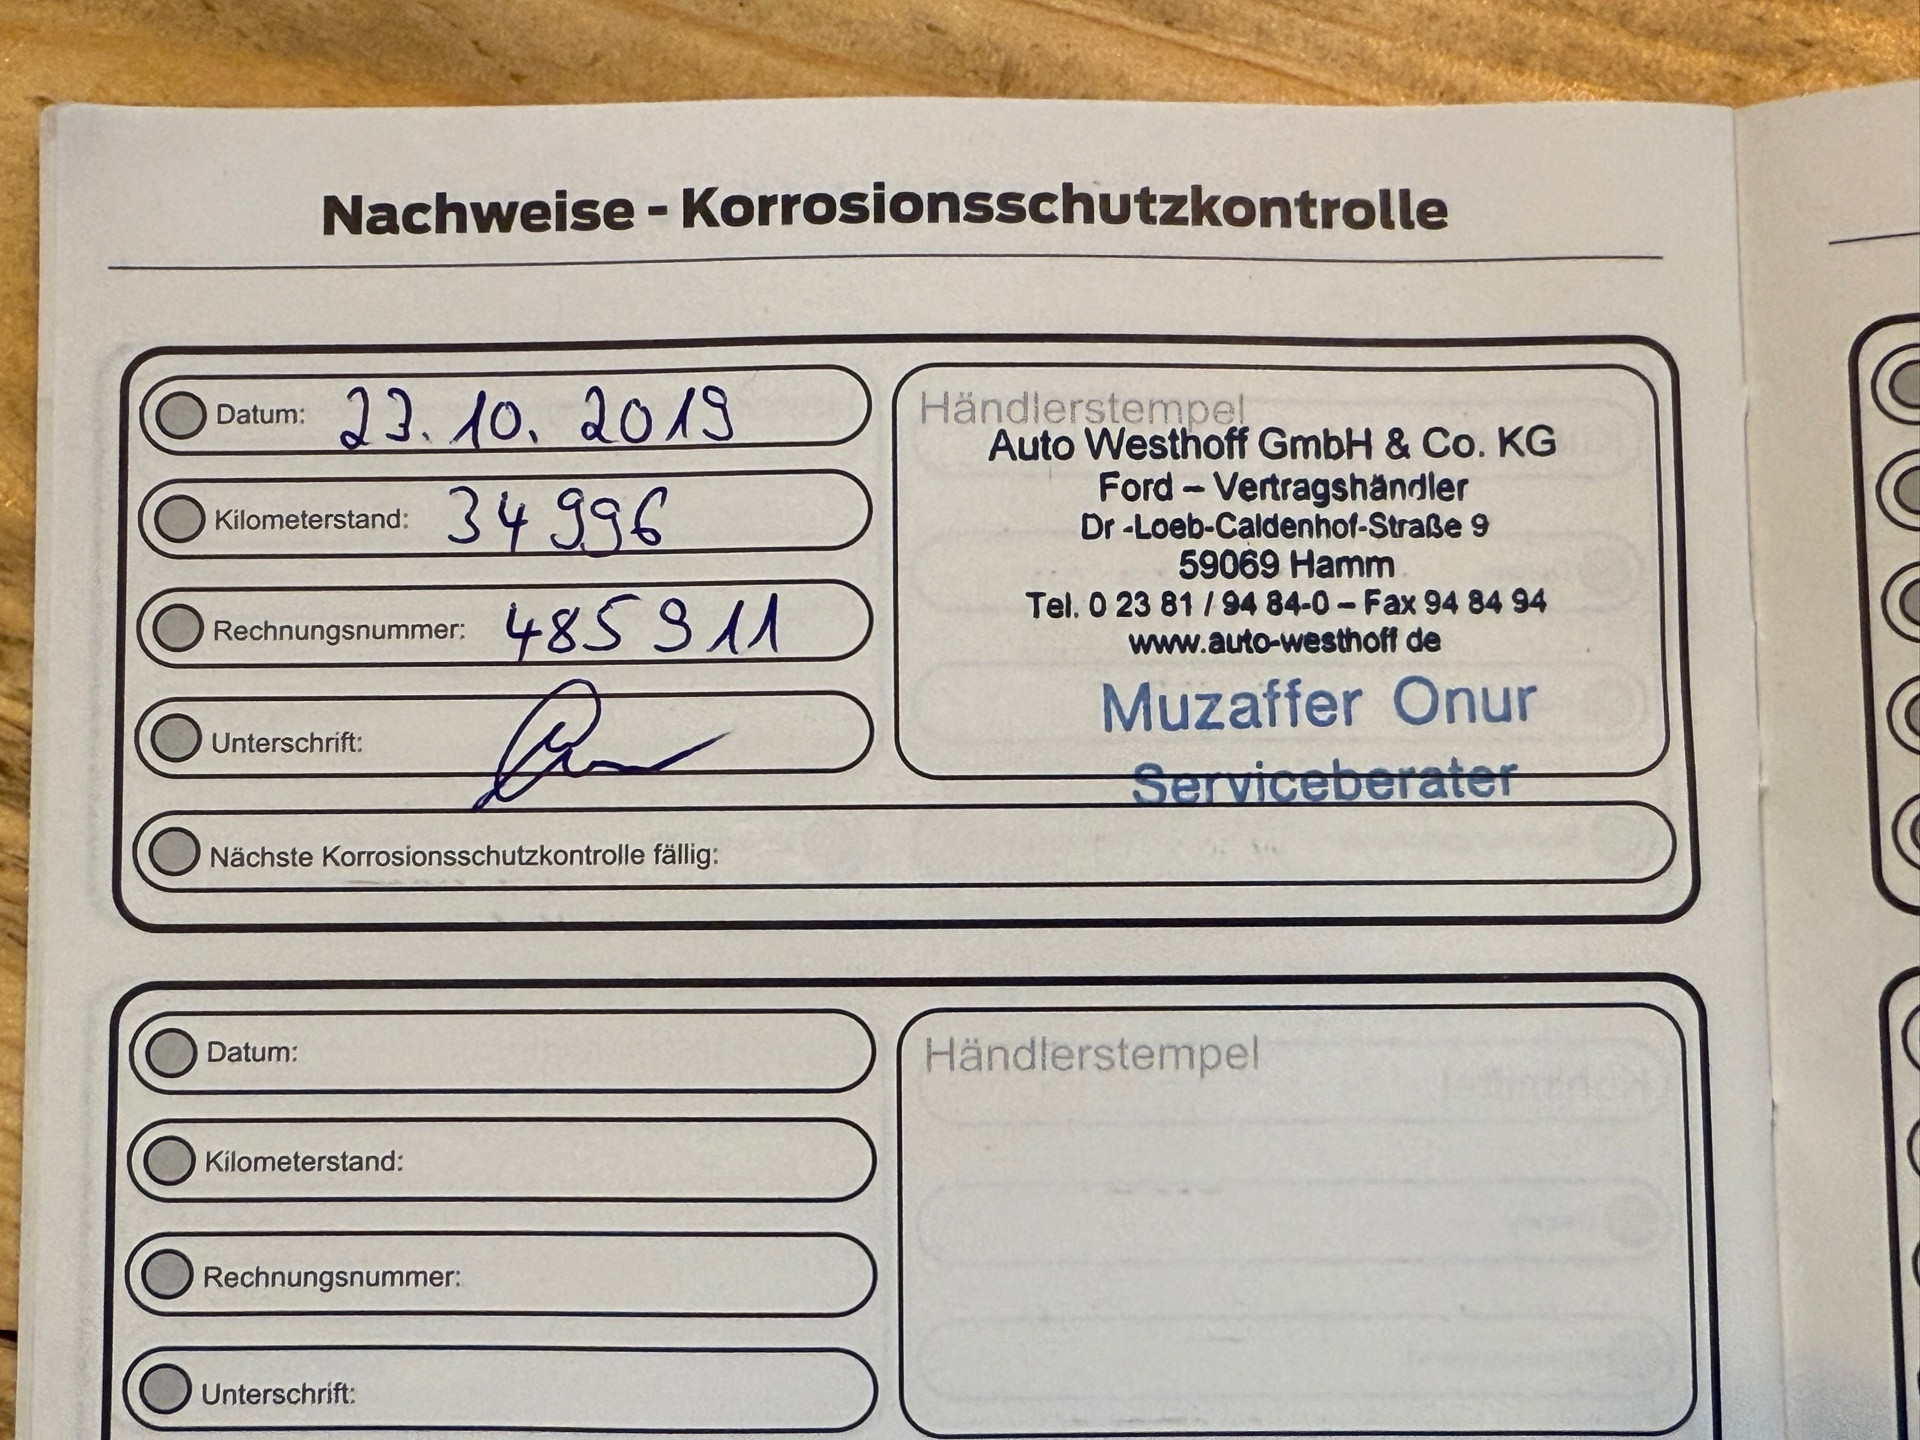 Nachweise - Korrosionsschutzkontrolle
Datum: 23.10.2019
Kilometerstand: 34996
Rechnungsnummer: 485911
Unterschrift:
Händlerstempel
Auto Westhoff GmbH & Co. KG
Ford – Vertragshändler
Dr -Loeb-Caldenhof-Straße 9
59069 Hamm
Tel. 0 23 81 / 94 84-0 – Fax 94 84 94
www.auto-westhoff de
Muzaffer Onur
Serviceberater
Nächste Korrosionsschutzkontrolle fällig:
Datum:
Kilometerstand:
Rechnungsnummer:
Unterschrift:
Händlerstempel